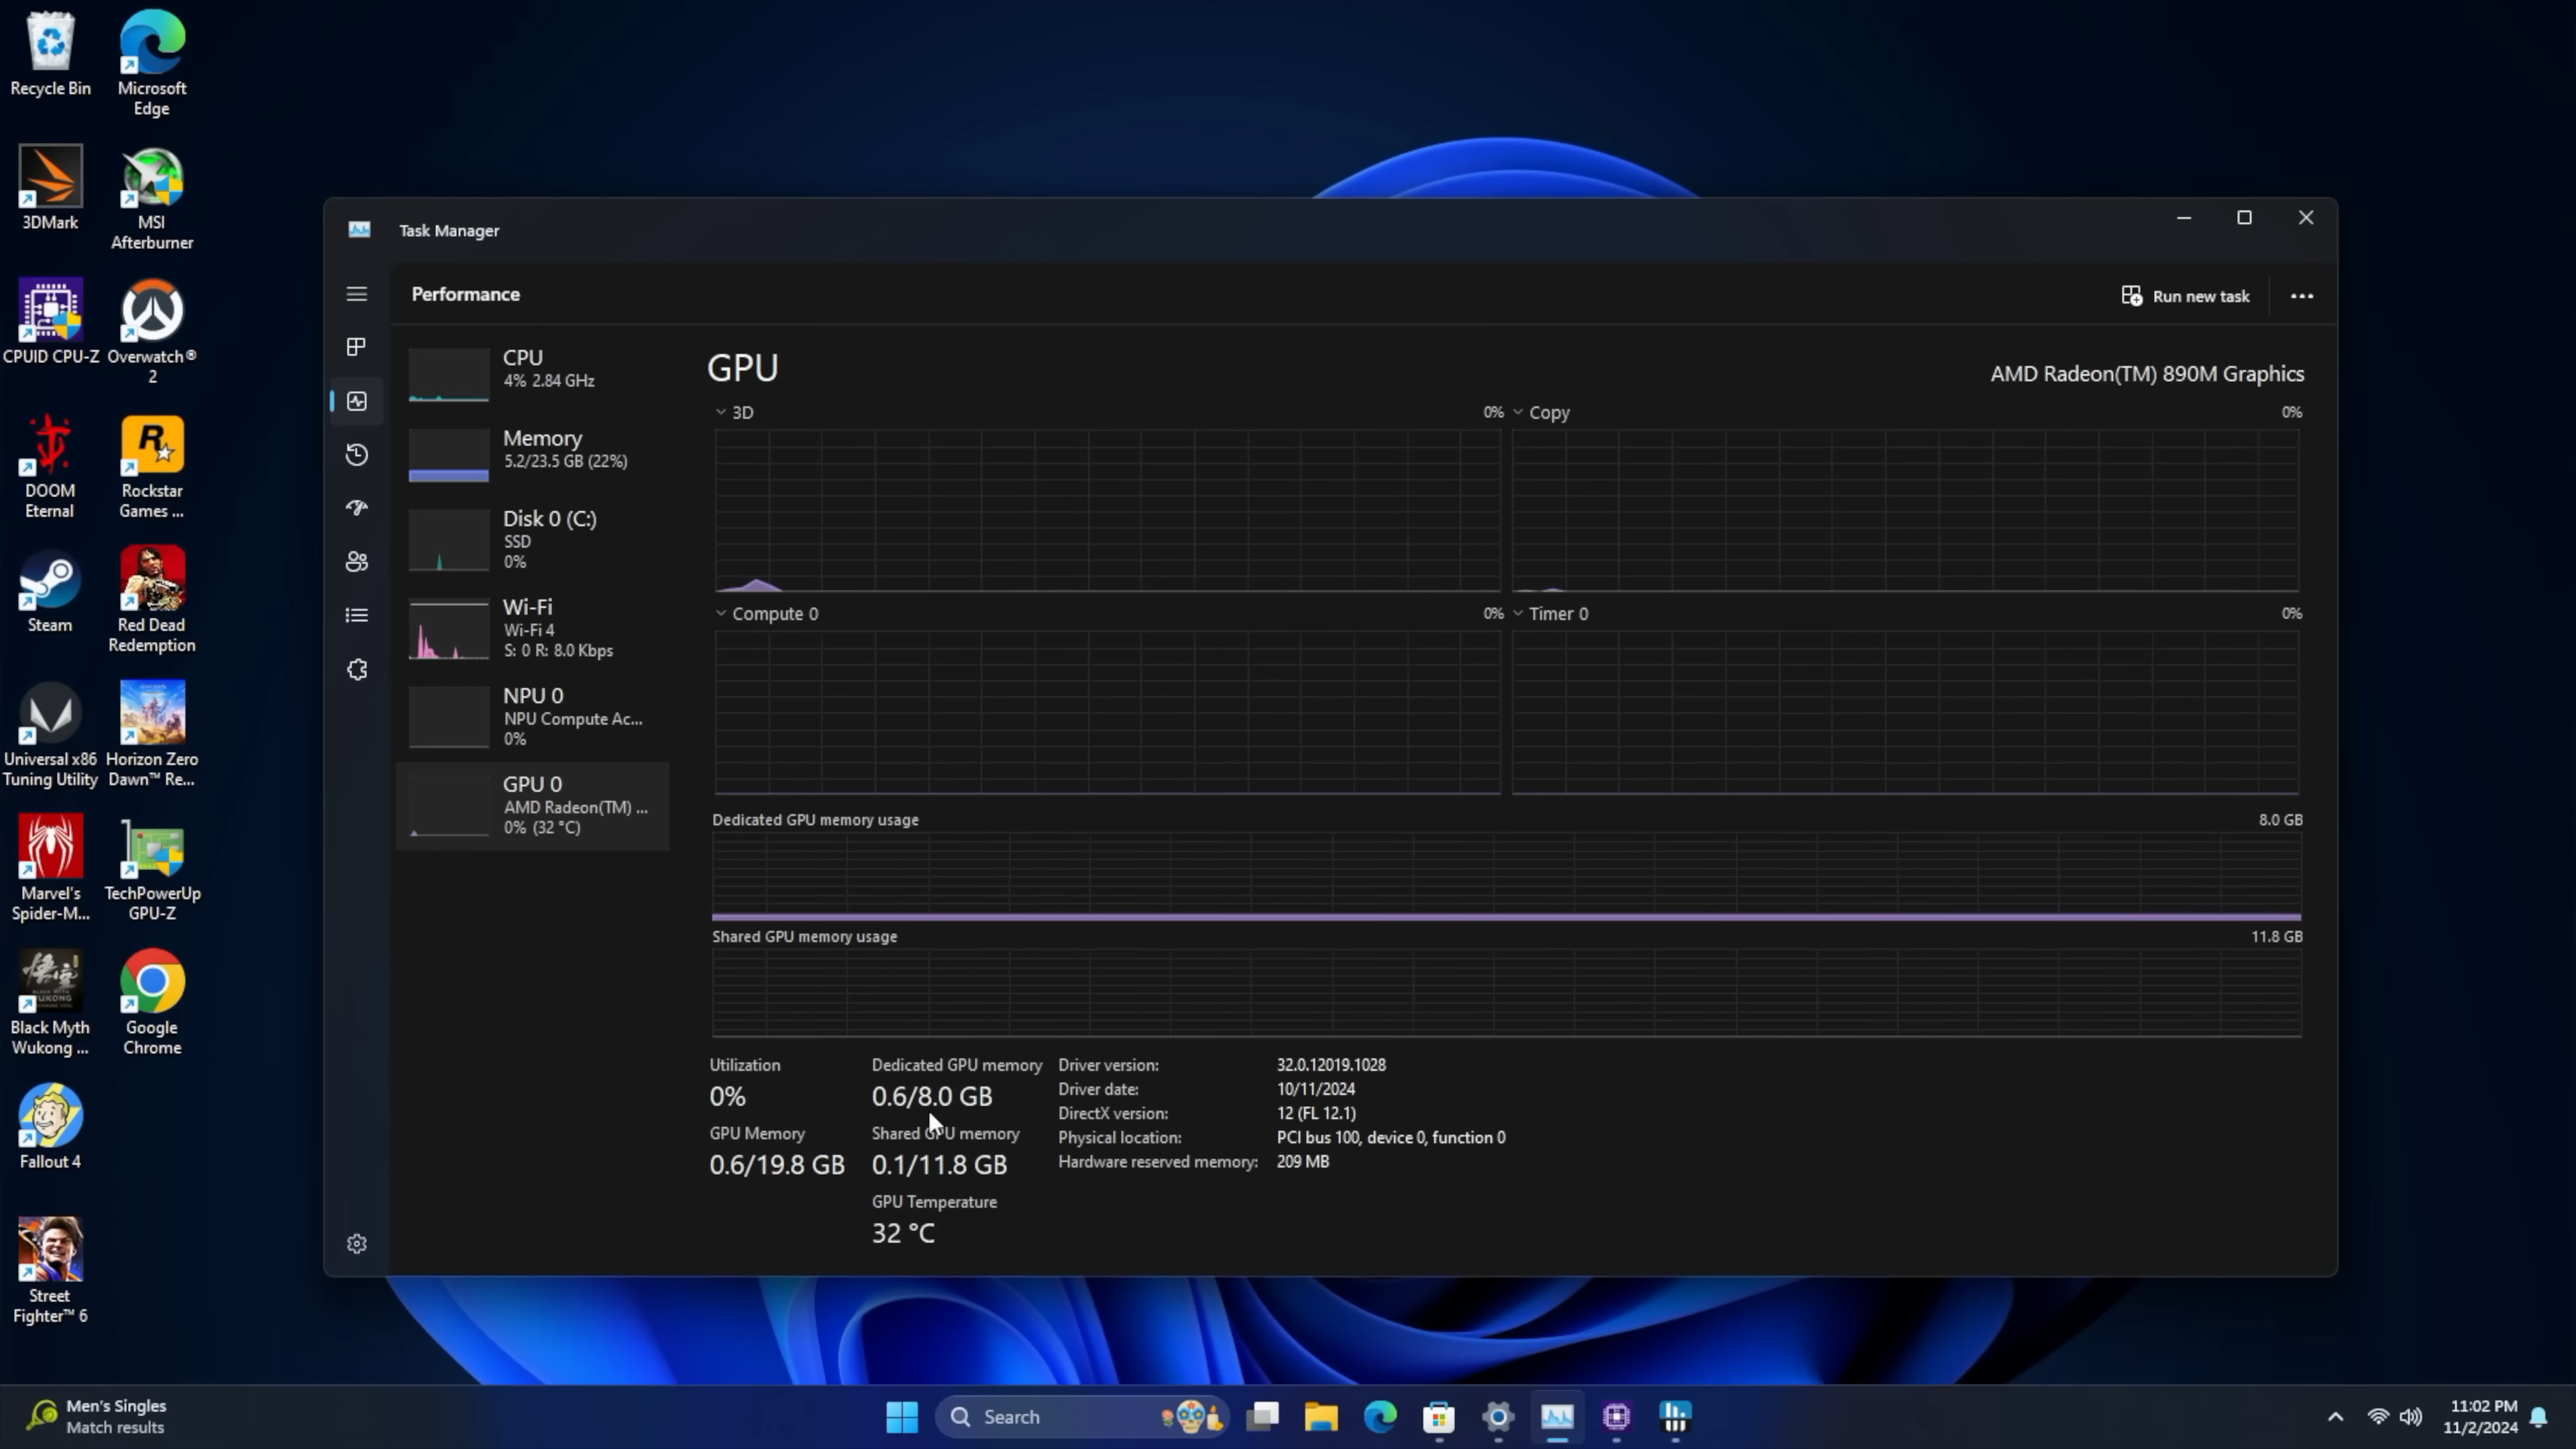 Recycle Bin
Microsoft
Edge
3DMark
MSI
Afterburner
CPUID CPU-Z
Overwatch®
2
DOOM
Eternal
Rockstar
Games ...
Steam
Red Dead
Redemption
Universal x86
Tuning Utility
Horizon Zero
Dawn™ Re...
Marvel's
Spider-M...
TechPowerUp
GPU-Z
Black Myth
Wukong ...
Google
Chrome
Fallout 4
Street
Fighter™ 6
Task Manager
Performance
Run new task
CPU
4% 2.84 GHz
Memory
5.2/23.5 GB (22%)
Disk 0 (C:)
SSD
0%
Wi-Fi
Wi-Fi 4
S: 0 R: 8.0 Kbps
NPU 0
NPU Compute Ac...
0%
GPU 0
AMD Radeon(TM) ...
0% (32 °C)
GPU
AMD Radeon(TM) 890M Graphics
3D 0%
Copy 0%
Compute 0 0%
Timer 0 0%
Dedicated GPU memory usage 8.0 GB
Shared GPU memory usage 11.8 GB
Utilization
0%
GPU Memory
0.6/19.8 GB
Dedicated GPU memory
0.6/8.0 GB
Shared GPU memory
0.1/11.8 GB
GPU Temperature
32 °C
Driver version: 32.0.12019.1028
Driver date: 10/11/2024
DirectX version: 12 (FL 12.1)
Physical location: PCI bus 100, device 0, function 0
Hardware reserved memory: 209 MB
Men's Singles
Match results
Search
11:02 PM
11/2/2024